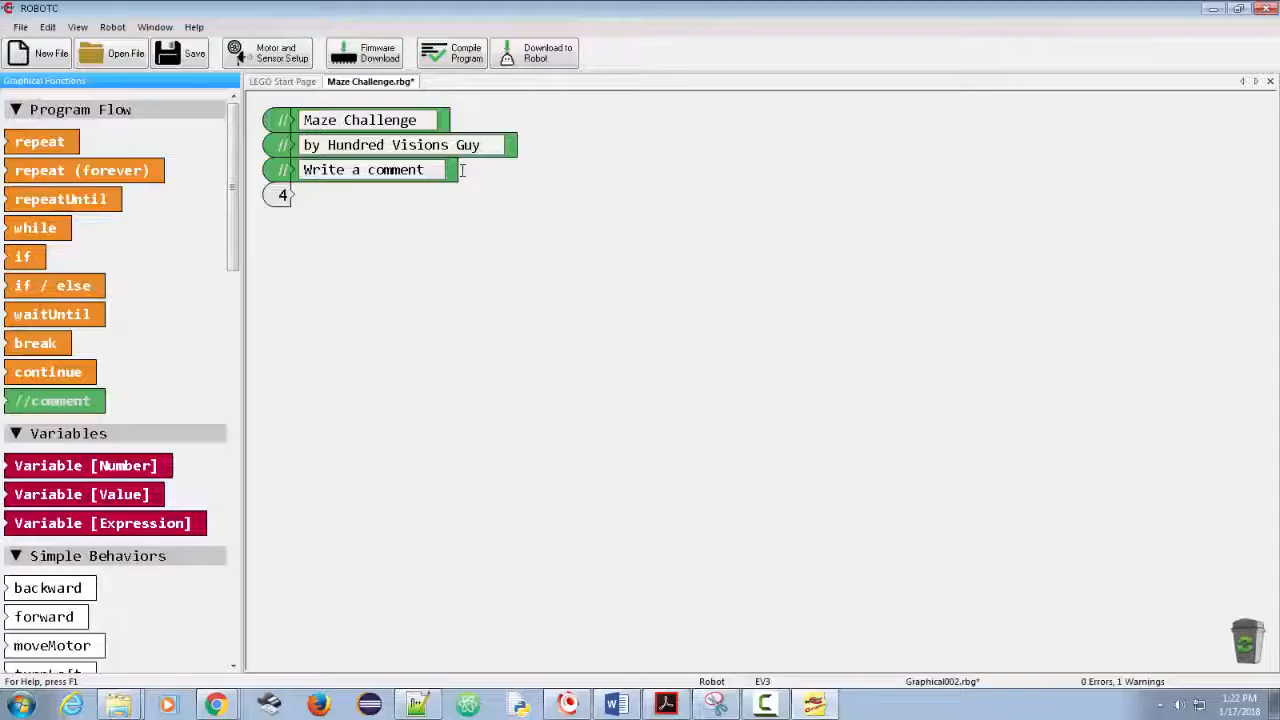 ROBOTC
File Edit View Robot Window Help
New File Open File Save Motor and Sensor Setup Firmware Download Compile Program Download to Robot
Graphical Functions LEGO Start Page Maze Challenge.rbg*
Program Flow
repeat
repeat (forever)
repeatUntil
while
if
if / else
waitUntil
break
continue
//comment
Variables
Variable [Number]
Variable [Value]
Variable [Expression]
Simple Behaviors
backward
forward
moveMotor
// Maze Challenge
// by Hundred Visions Guy
// Write a comment
4
For Help, press F1 Robot EV3 Graphical002.rbg* 0 Errors, 1 Warnings
1:22 PM
1/17/2018